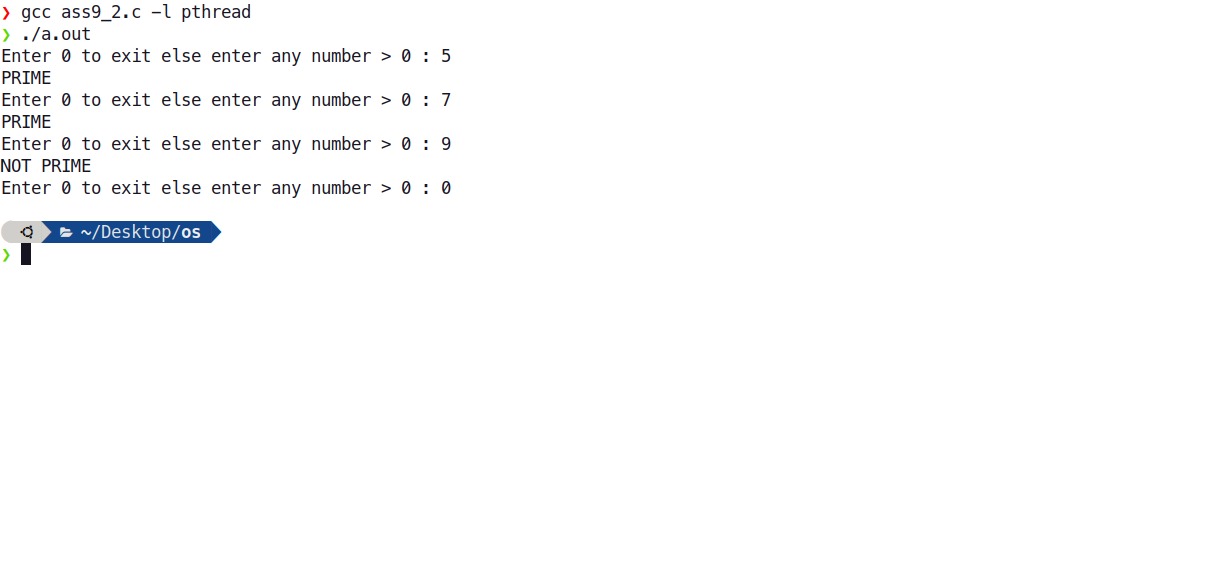 ❯ gcc ass9_2.c -l pthread
❯ ./a.out
Enter 0 to exit else enter any number > 0 : 5
PRIME
Enter 0 to exit else enter any number > 0 : 7
PRIME
Enter 0 to exit else enter any number > 0 : 9
NOT PRIME
Enter 0 to exit else enter any number > 0 : 0
~/Desktop/os
❯